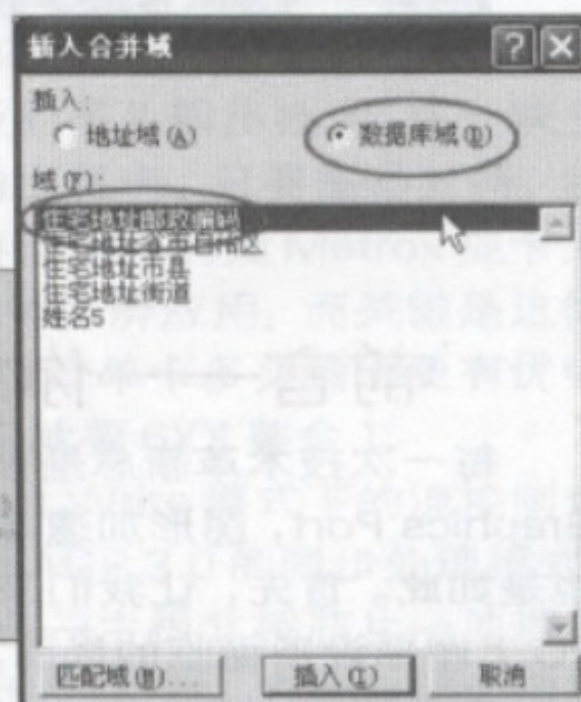 插入合并域
插入:
地址域(A) 数据库域(D)
域(F):
住宅地址邮政编码
住宅地址省市自治区
住宅地址市县
住宅地址街道
姓名5
匹配域(M)... 插入(I) 取消